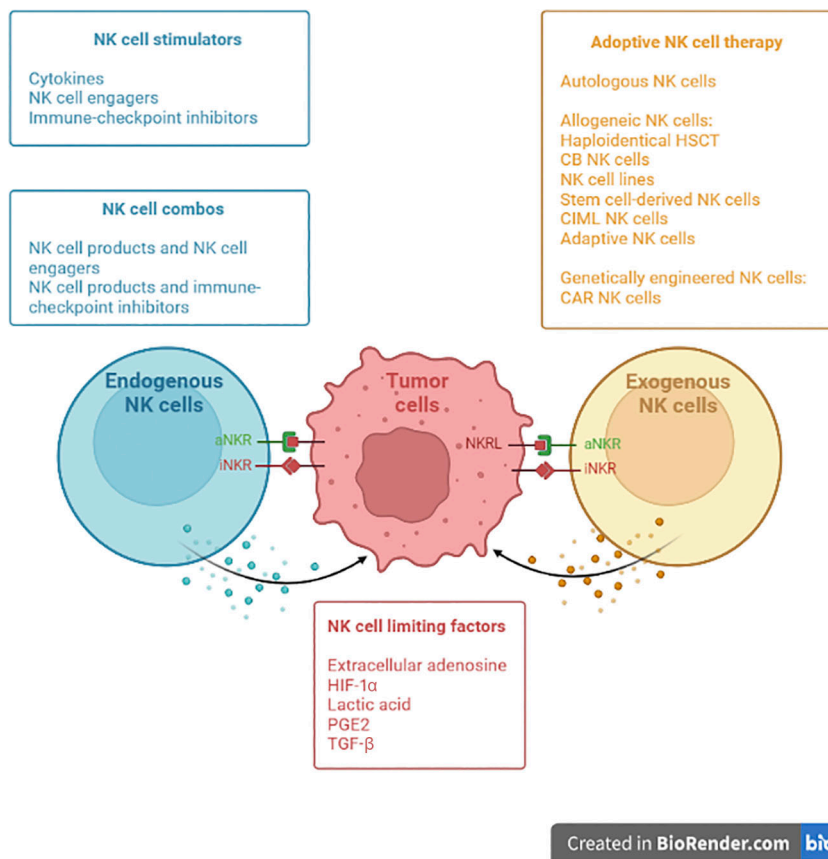 NK cell stimulators
Cytokines
NK cell engagers
Immune-checkpoint inhibitors
NK cell combos
NK cell products and NK cell
engagers
NK cell products and immune-
checkpoint inhibitors
Adoptive NK cell therapy
Autologous NK cells
Allogeneic NK cells:
Haploidentical HSCT
CB NK cells
NK cell lines
Stem cell-derived NK cells
CIML NK cells
Adaptive NK cells
Genetically engineered NK cells:
CAR NK cells
Endogenous
NK cells
aNKR
iNKR
Tumor
cells
NKRL
Exogenous
NK cells
aNKR
iNKR
NK cell limiting factors
Extracellular adenosine
HIF-1α
Lactic acid
PGE2
TGF-β
Created in BioRender.com